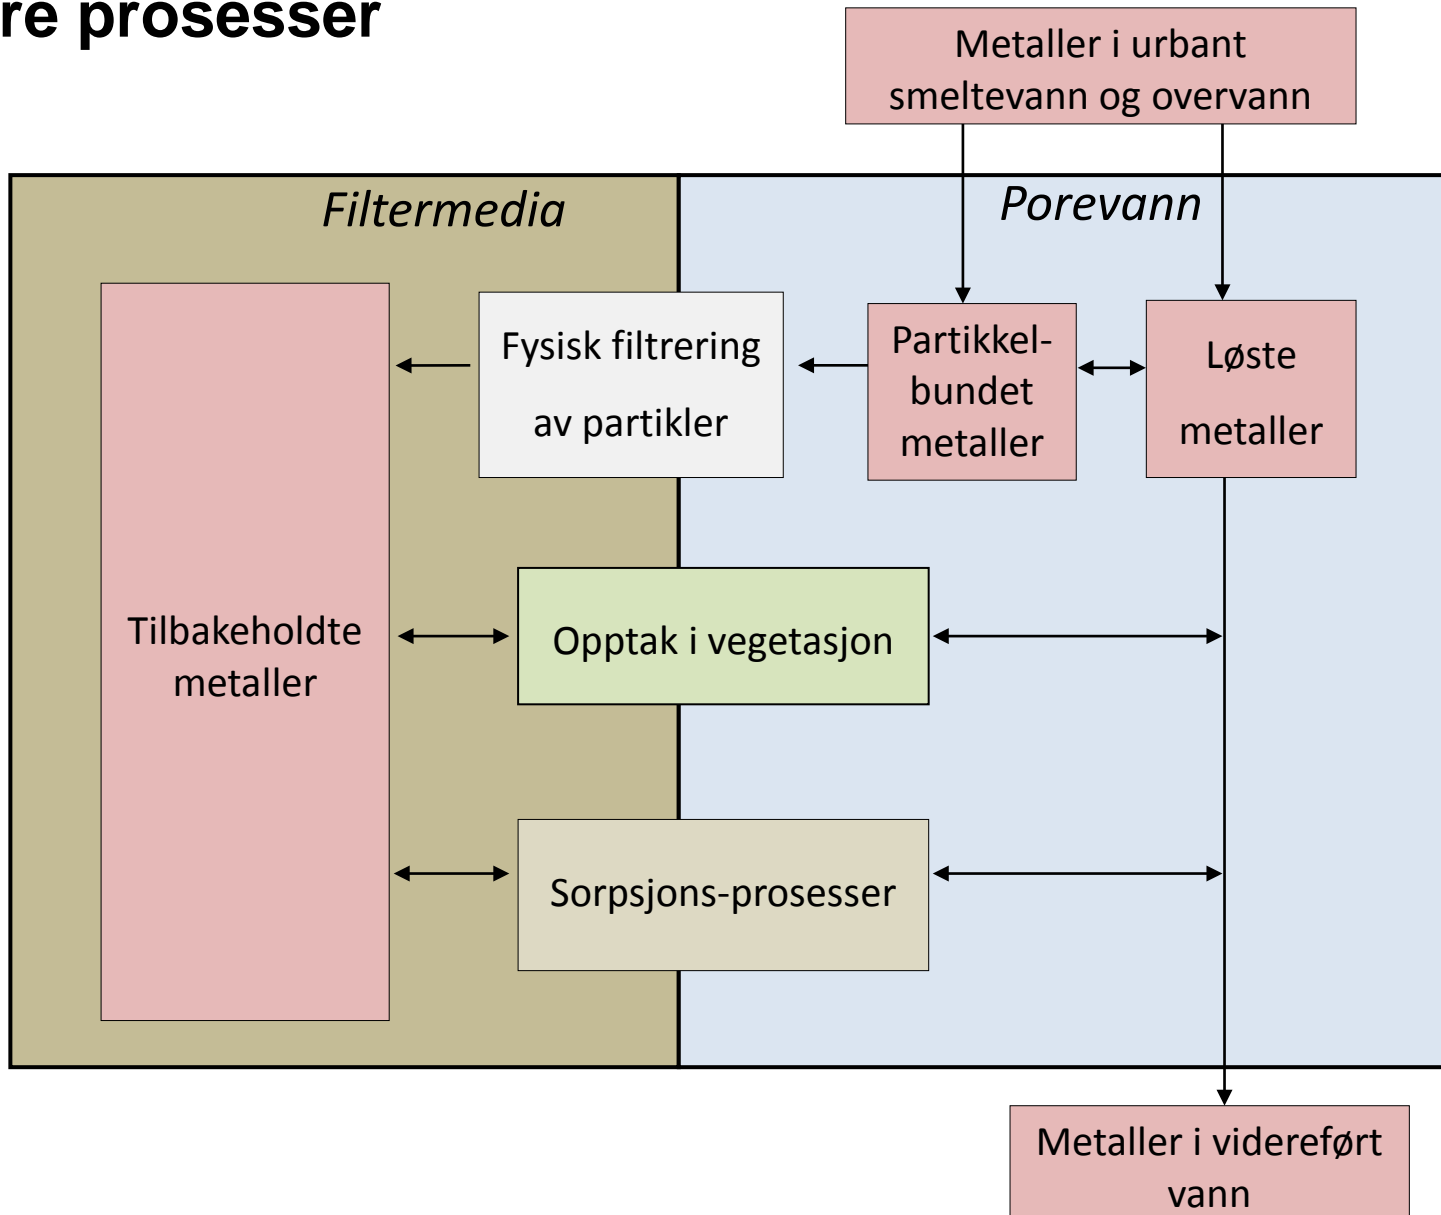 re prosesser
Metaller i urbant
smeltevann og overvann
Filtermedia
Porevann
Fysisk filtrering
av partikler
Partikkel-
bundet
metaller
Løste
metaller
Tilbakeholdte
metaller
Opptak i vegetasjon
Sorpsjons-prosesser
Metaller i videreført
vann